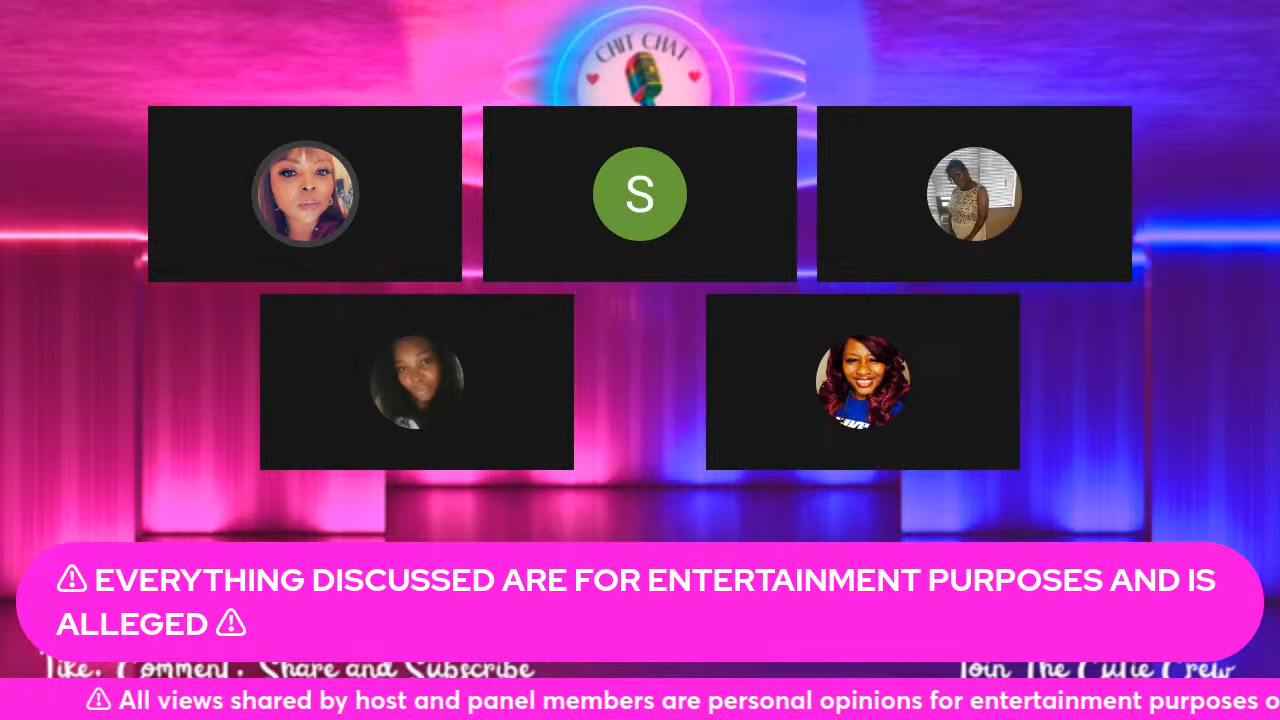 CHIT CHAT
S
⚠ EVERYTHING DISCUSSED ARE FOR ENTERTAINMENT PURPOSES AND IS
ALLEGED ⚠
Like, Comment, Share and Subscribe
Join The Cutie Crew
⚠ All views shared by host and panel members are personal opinions for entertainment purposes o